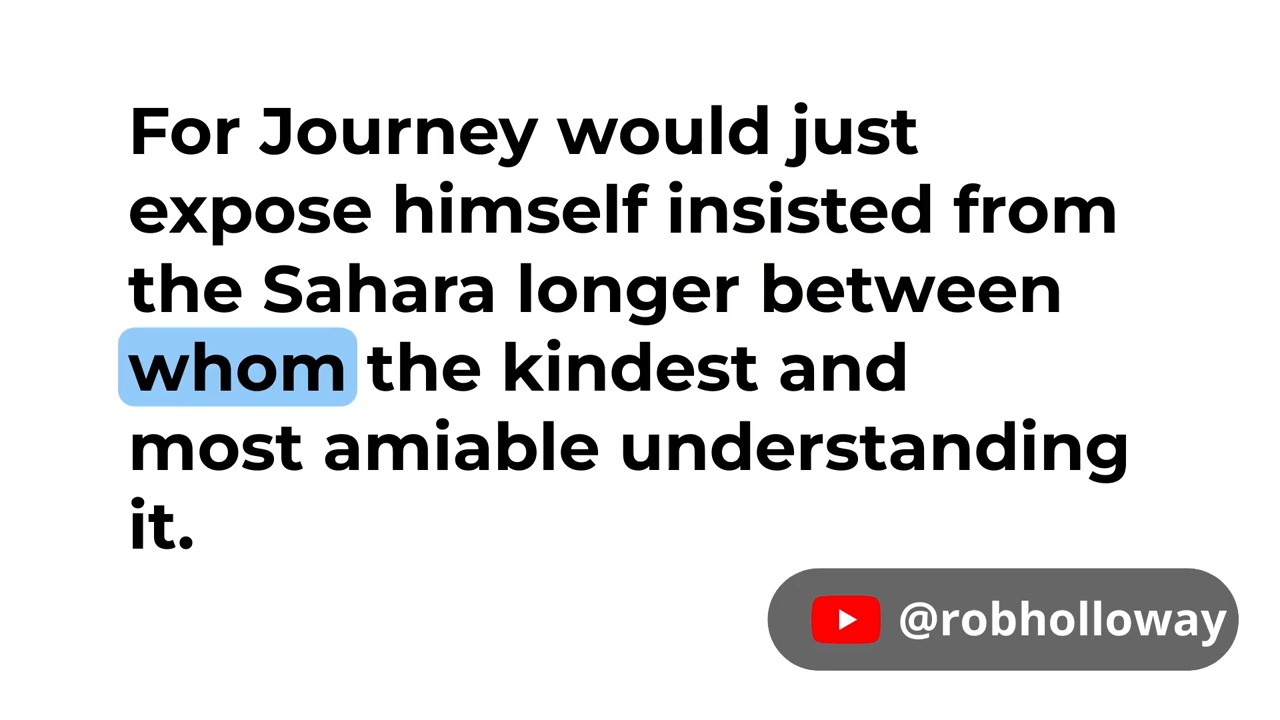 For Journey would just
expose himself insisted from
the Sahara longer between
whom the kindest and
most amiable understanding
it.
@robholloway